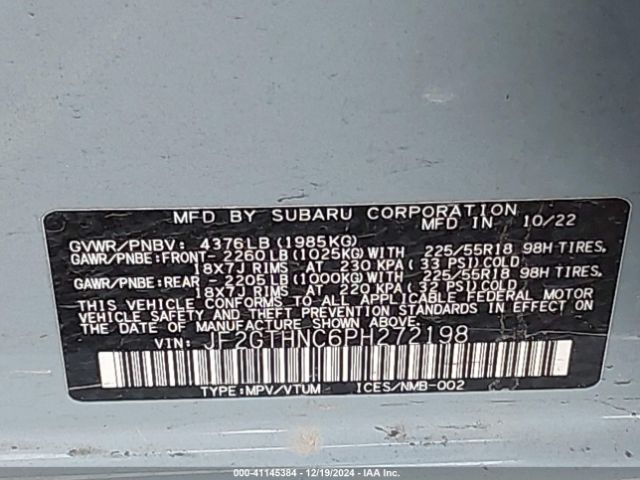 MFD BY SUBARU CORPORATION
MFD IN 10/22
GVWR/PNBV: 4376LB (1985KG)
GAWR/PNBE:FRONT- 2260LB (1025KG)WITH 225/55R18 98H TIRES,
18X7J RIMS AT 230 KPA (33 PSI)COLD
GAWR/PNBE:REAR - 2205LB (1000KG)WITH 225/55R18 98H TIRES,
18X7J RIMS AT 220 KPA (32 PSI)COLD
THIS VEHICLE CONFORMS TO ALL APPLICABLE FEDERAL MOTOR
VEHICLE SAFETY AND THEFT PREVENTION STANDARDS IN EFFECT ON
THE DATE OF MANUFACTURE SHOWN ABOVE.
VIN: JF2GTHNC6PH272198
TYPE:MPV/VTUM ICES/NMB-002
000-41145384 - 12/19/2024 - IAA Inc.